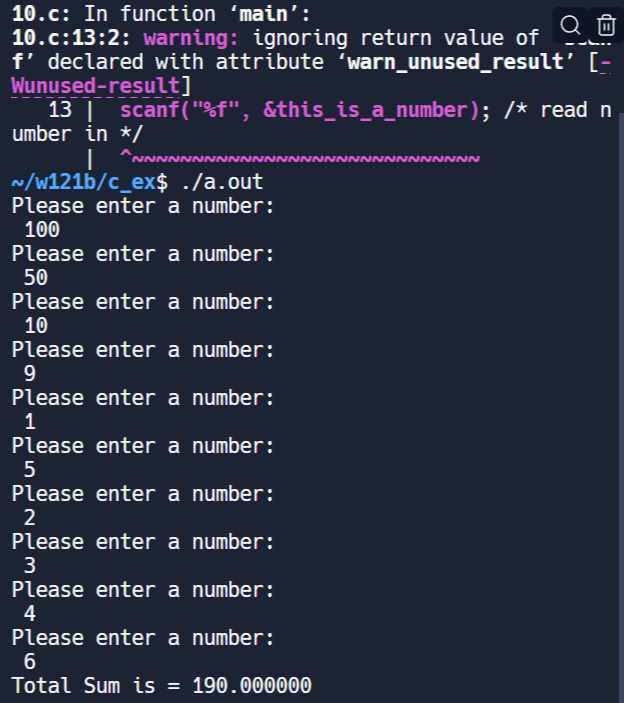 10.c: In function ‘main’:
10.c:13:2: warning: ignoring return value of
f’ declared with attribute ‘warn_unused_result’ [-
Wunused-result]
   13 |  scanf("%f", &this_is_a_number); /* read n
umber in */
      |  ^~~~~~~~~~~~~~~~~~~~~~~~~~~~~~
~/w121b/c_ex$ ./a.out
Please enter a number:
 100
Please enter a number:
 50
Please enter a number:
 10
Please enter a number:
 9
Please enter a number:
 1
Please enter a number:
 5
Please enter a number:
 2
Please enter a number:
 3
Please enter a number:
 4
Please enter a number:
 6
Total Sum is = 190.000000